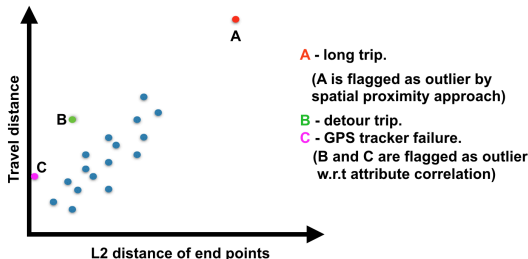 A
A - long trip.
(A is flagged as outlier by
spatial proximity approach)
B
B - detour trip.
C - GPS tracker failure.
(B and C are flagged as outlier
w.r.t attribute correlation)
C
Travel distance
L2 distance of end points